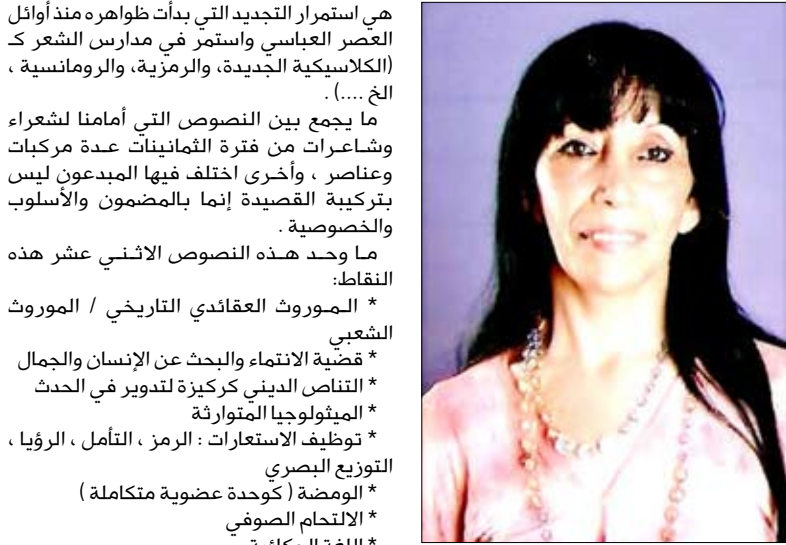 هي استمرار التجديد التي بدأت ظواهره منذ أوائل
العصر العباسي واستمر في مدارس الشعر كـ
(الكلاسيكية الجديدة، والرمزية، والرومانسية ،
الخ ....) .
ما يجمع بين النصوص التي أمامنا لشعراء
وشاعرات من فترة الثمانينات عدة مركبات
وعناصر ، وأخرى اختلف فيها المبدعون ليس
بتركيبة القصيدة إنما بالمضمون والأسلوب
والخصوصية .
ما وحد هذه النصوص الاثني عشر هذه
النقاط:
* الموروث العقائدي التاريخي / الموروث
الشعبي
* قضية الانتماء والبحث عن الإنسان والجمال
* التناص الديني كركيزة لتدوير في الحدث
* الميثولوجيا المتوارثة
* توظيف الاستعارات : الرمز ، التأمل ، الرؤيا ،
التوزيع البصري
* الومضة ( كوحدة عضوية متكاملة )
* الالتحام الصوفي